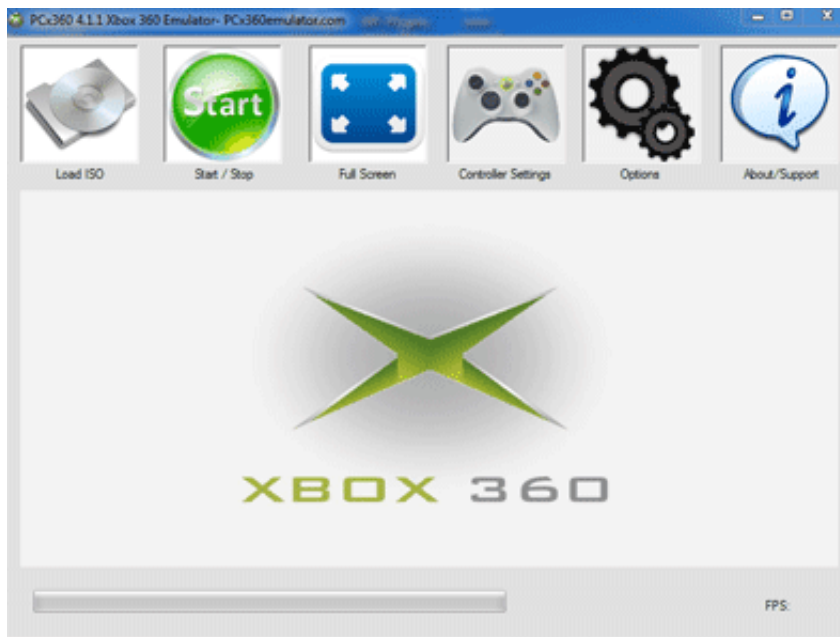 PCx360 4.1.1 Xbox 360 Emulator- PCx360emulator.com
Start
i
Load ISO
Start / Stop
Full Screen
Controller Settings
Options
About/Support
XBOX 360
FPS: